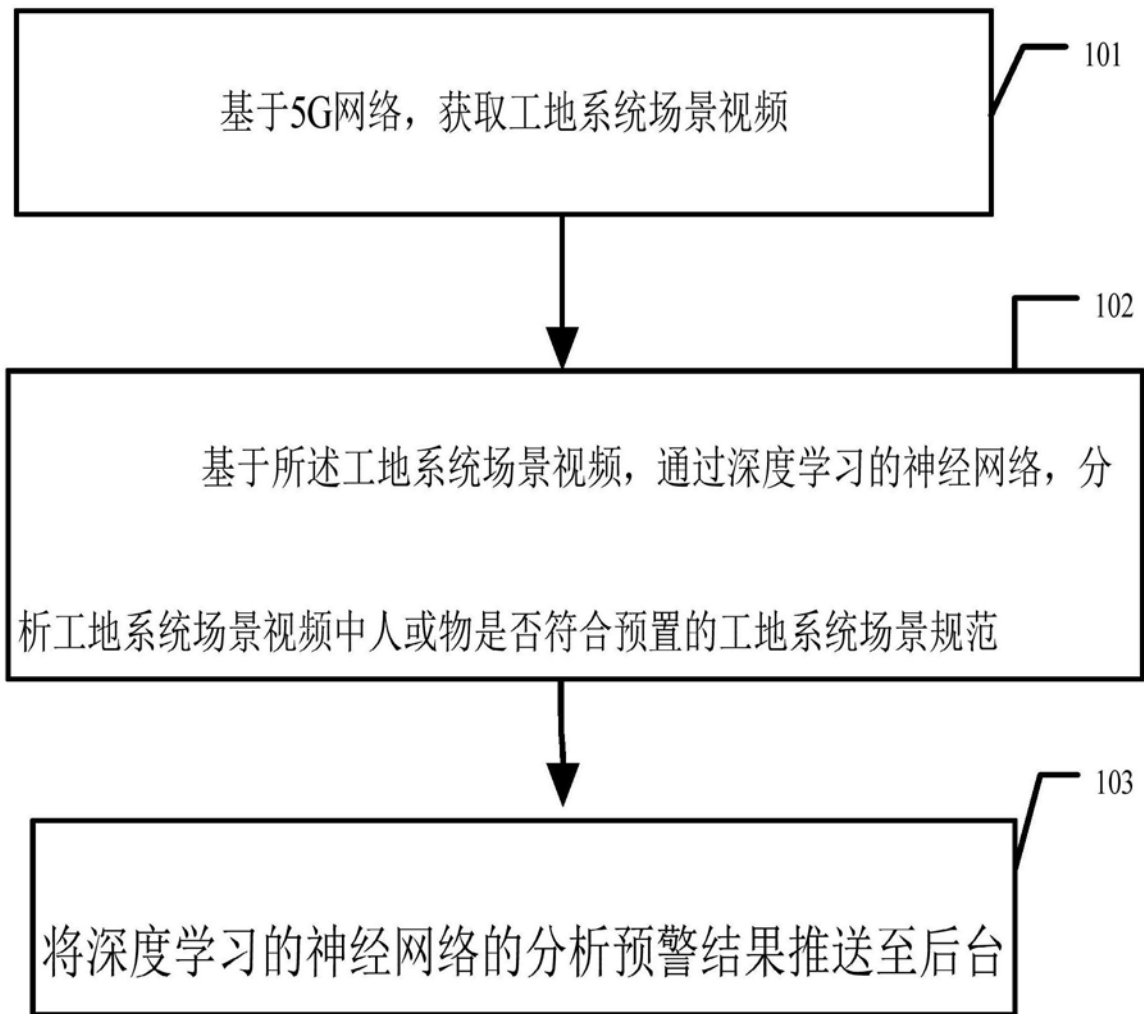 基于5G网络，获取工地系统场景视频
101
102
基于所述工地系统场景视频，通过深度学习的神经网络，分
析工地系统场景视频中人或物是否符合预置的工地系统场景规范
103
将深度学习的神经网络的分析预警结果推送至后台